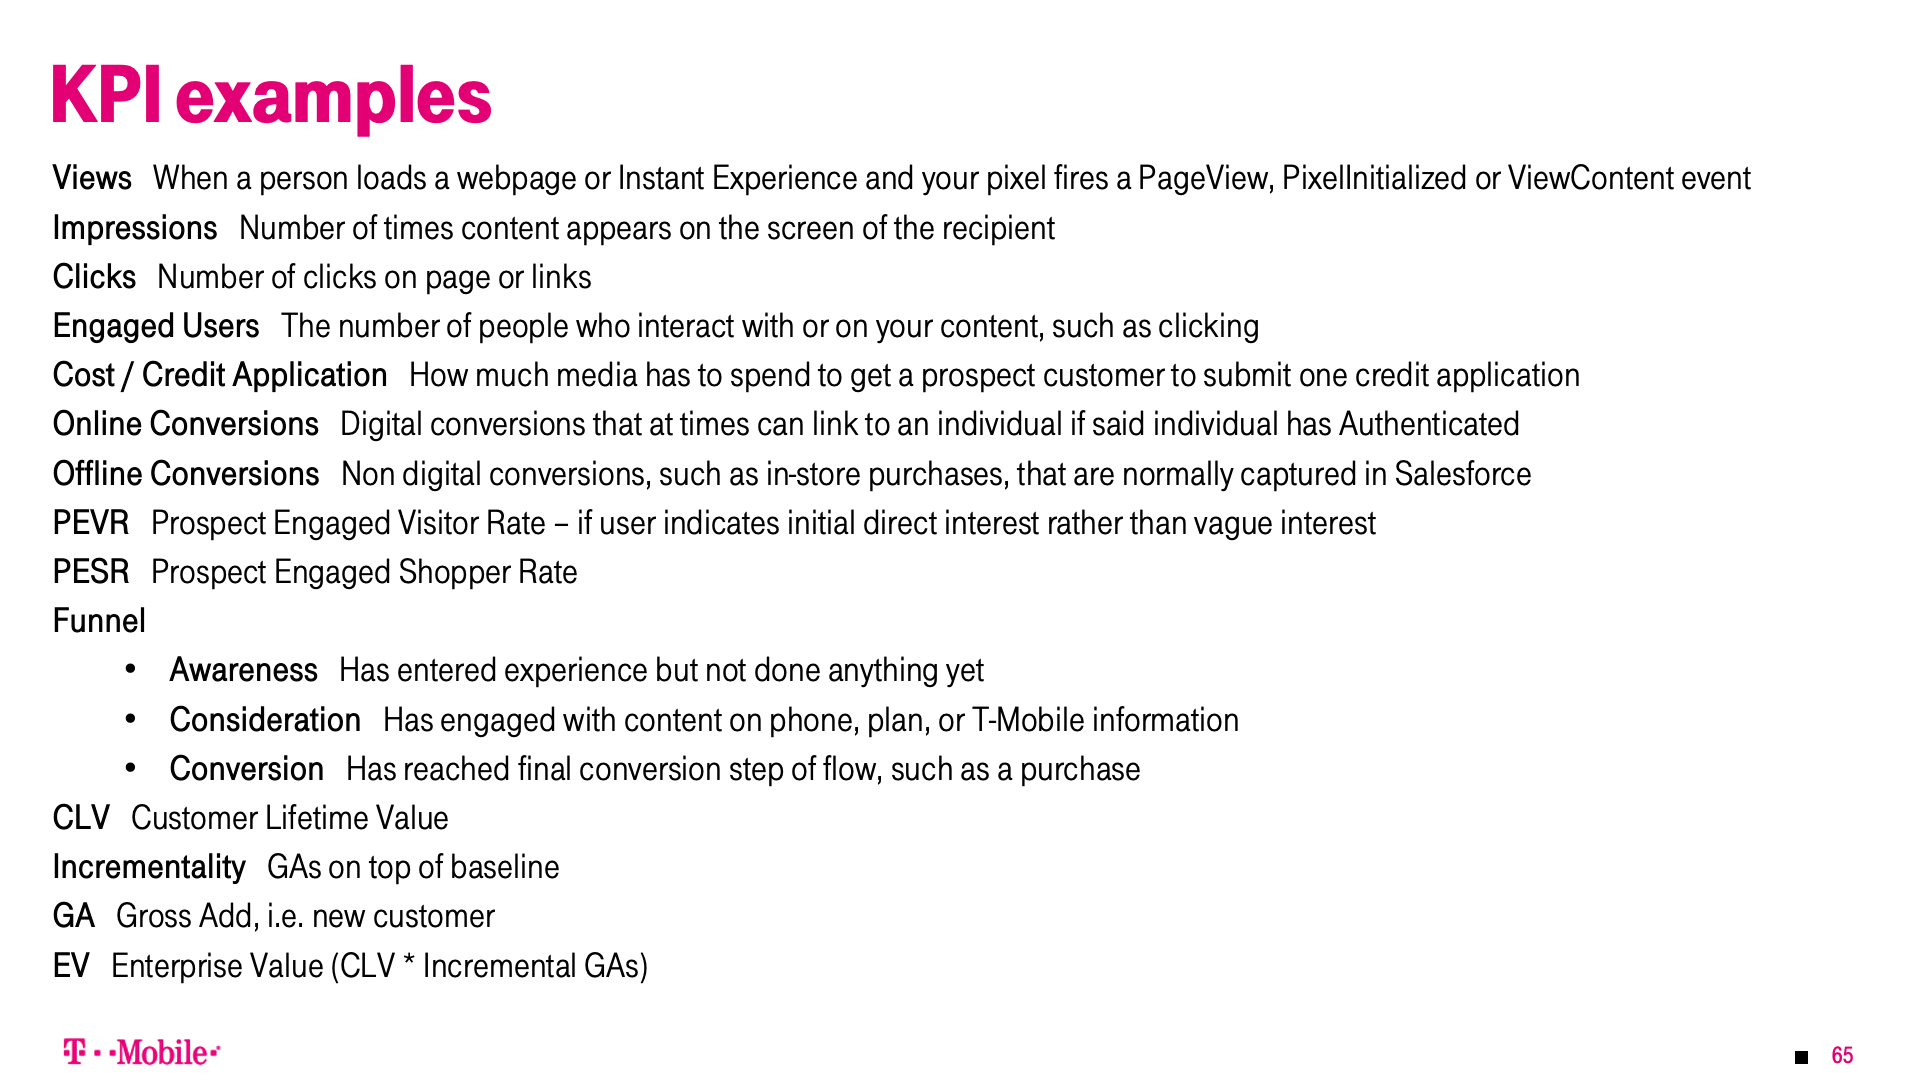 KPI examples
Views When a person loads a webpage or Instant Experience and your pixel fires a PageView, PixelInitialized or ViewContent event
Impressions Number of times content appears on the screen of the recipient
Clicks Number of clicks on page or links
Engaged Users The number of people who interact with or on your content, such as clicking
Cost / Credit Application How much media has to spend to get a prospect customer to submit one credit application
Online Conversions Digital conversions that at times can link to an individual if said individual has Authenticated
Offline Conversions Non digital conversions, such as in-store purchases, that are normally captured in Salesforce
PEVR Prospect Engaged Visitor Rate – if user indicates initial direct interest rather than vague interest
PESR Prospect Engaged Shopper Rate
Funnel
• Awareness Has entered experience but not done anything yet
• Consideration Has engaged with content on phone, plan, or T-Mobile information
• Conversion Has reached final conversion step of flow, such as a purchase
CLV Customer Lifetime Value
Incrementality GAs on top of baseline
GA Gross Add, i.e. new customer
EV Enterprise Value (CLV * Incremental GAs)
T··Mobile·
■ 65